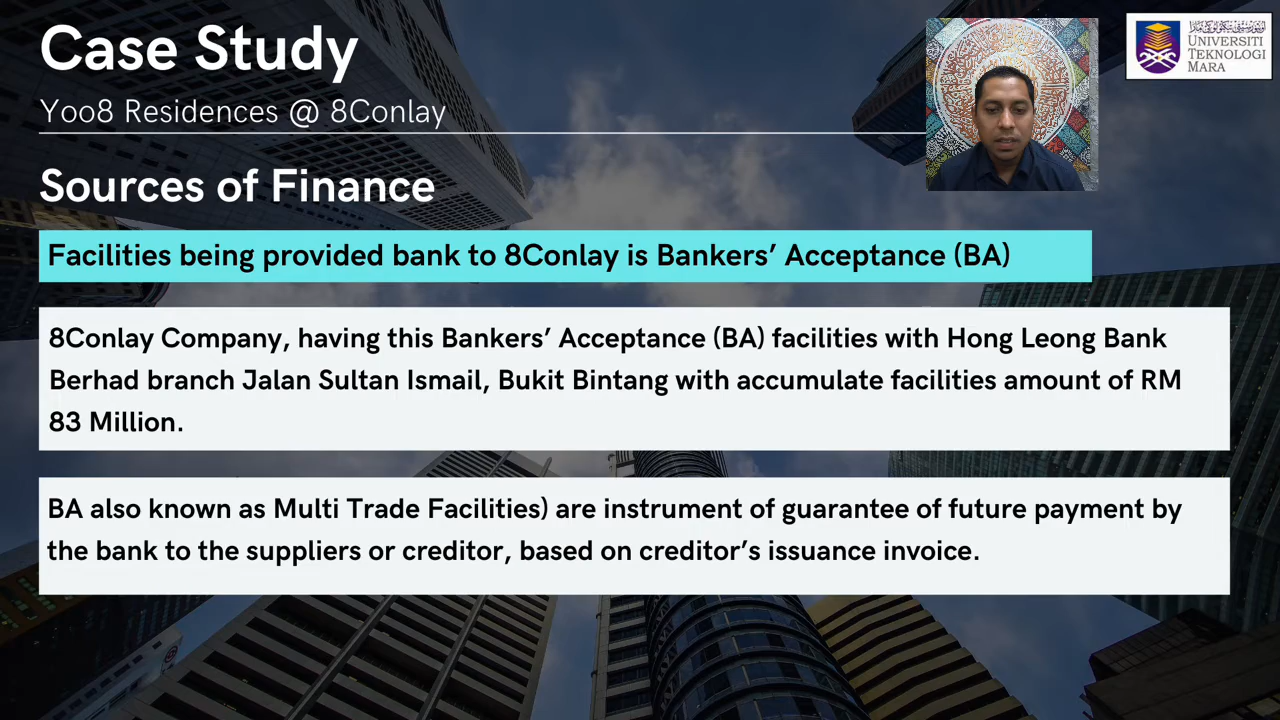 Case Study
Yoo8 Residences @ 8Conlay
UNIVERSITI
TEKNOLOGI
MARA
Sources of Finance
Facilities being provided bank to 8Conlay is Bankers’ Acceptance (BA)
8Conlay Company, having this Bankers’ Acceptance (BA) facilities with Hong Leong Bank
Berhad branch Jalan Sultan Ismail, Bukit Bintang with accumulate facilities amount of RM
83 Million.
BA also known as Multi Trade Facilities) are instrument of guarantee of future payment by
the bank to the suppliers or creditor, based on creditor’s issuance invoice.